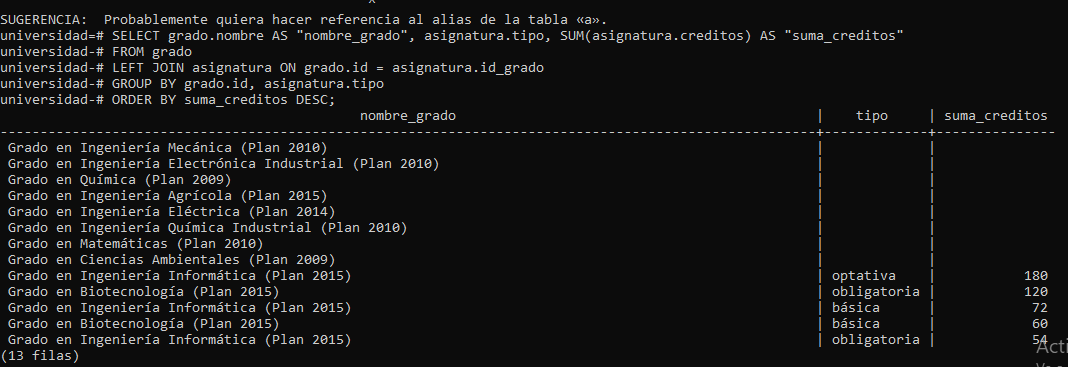 SUGERENCIA:  Probablemente quiera hacer referencia al alias de la tabla «a».
universidad=# SELECT grado.nombre AS "nombre_grado", asignatura.tipo, SUM(asignatura.creditos) AS "suma_creditos"
universidad-# FROM grado
universidad-# LEFT JOIN asignatura ON grado.id = asignatura.id_grado
universidad-# GROUP BY grado.id, asignatura.tipo
universidad-# ORDER BY suma_creditos DESC;
nombre_grado | tipo | suma_creditos
Grado en Ingeniería Mecánica (Plan 2010) | |
Grado en Ingeniería Electrónica Industrial (Plan 2010) | |
Grado en Química (Plan 2009) | |
Grado en Ingeniería Agrícola (Plan 2015) | |
Grado en Ingeniería Eléctrica (Plan 2014) | |
Grado en Ingeniería Química Industrial (Plan 2010) | |
Grado en Matemáticas (Plan 2010) | |
Grado en Ciencias Ambientales (Plan 2009) | |
Grado en Ingeniería Informática (Plan 2015) | optativa | 180
Grado en Biotecnología (Plan 2015) | obligatoria | 120
Grado en Ingeniería Informática (Plan 2015) | básica | 72
Grado en Biotecnología (Plan 2015) | básica | 60
Grado en Ingeniería Informática (Plan 2015) | obligatoria | 54
(13 filas)
Acti